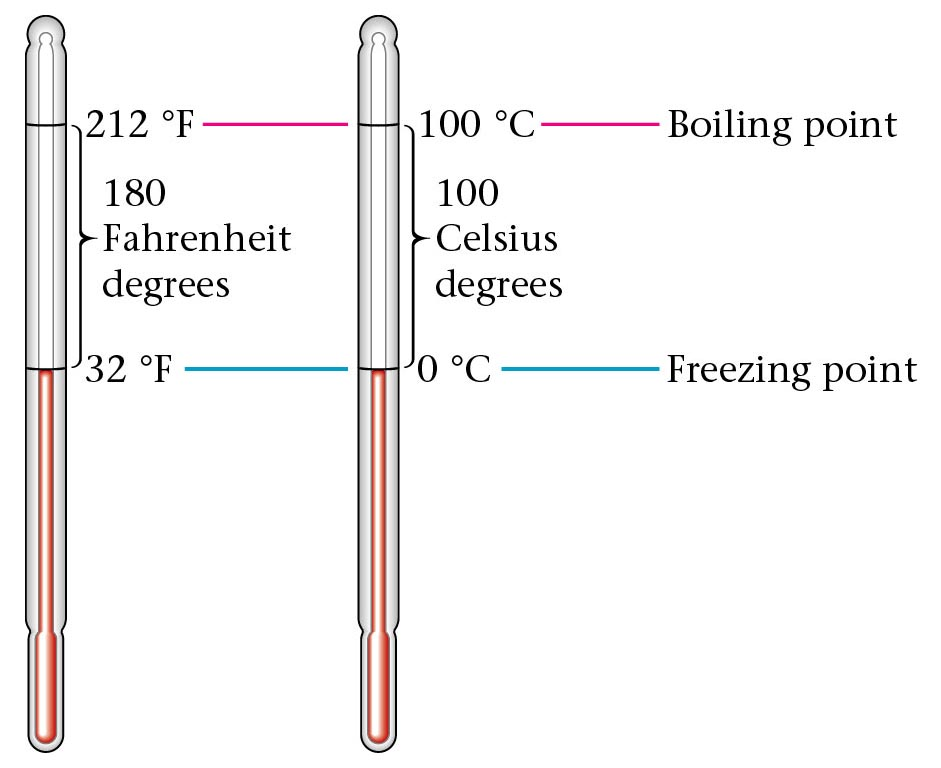 212 °F
100 °C
Boiling point
180
Fahrenheit
degrees
100
Celsius
degrees
32 °F
0 °C
Freezing point